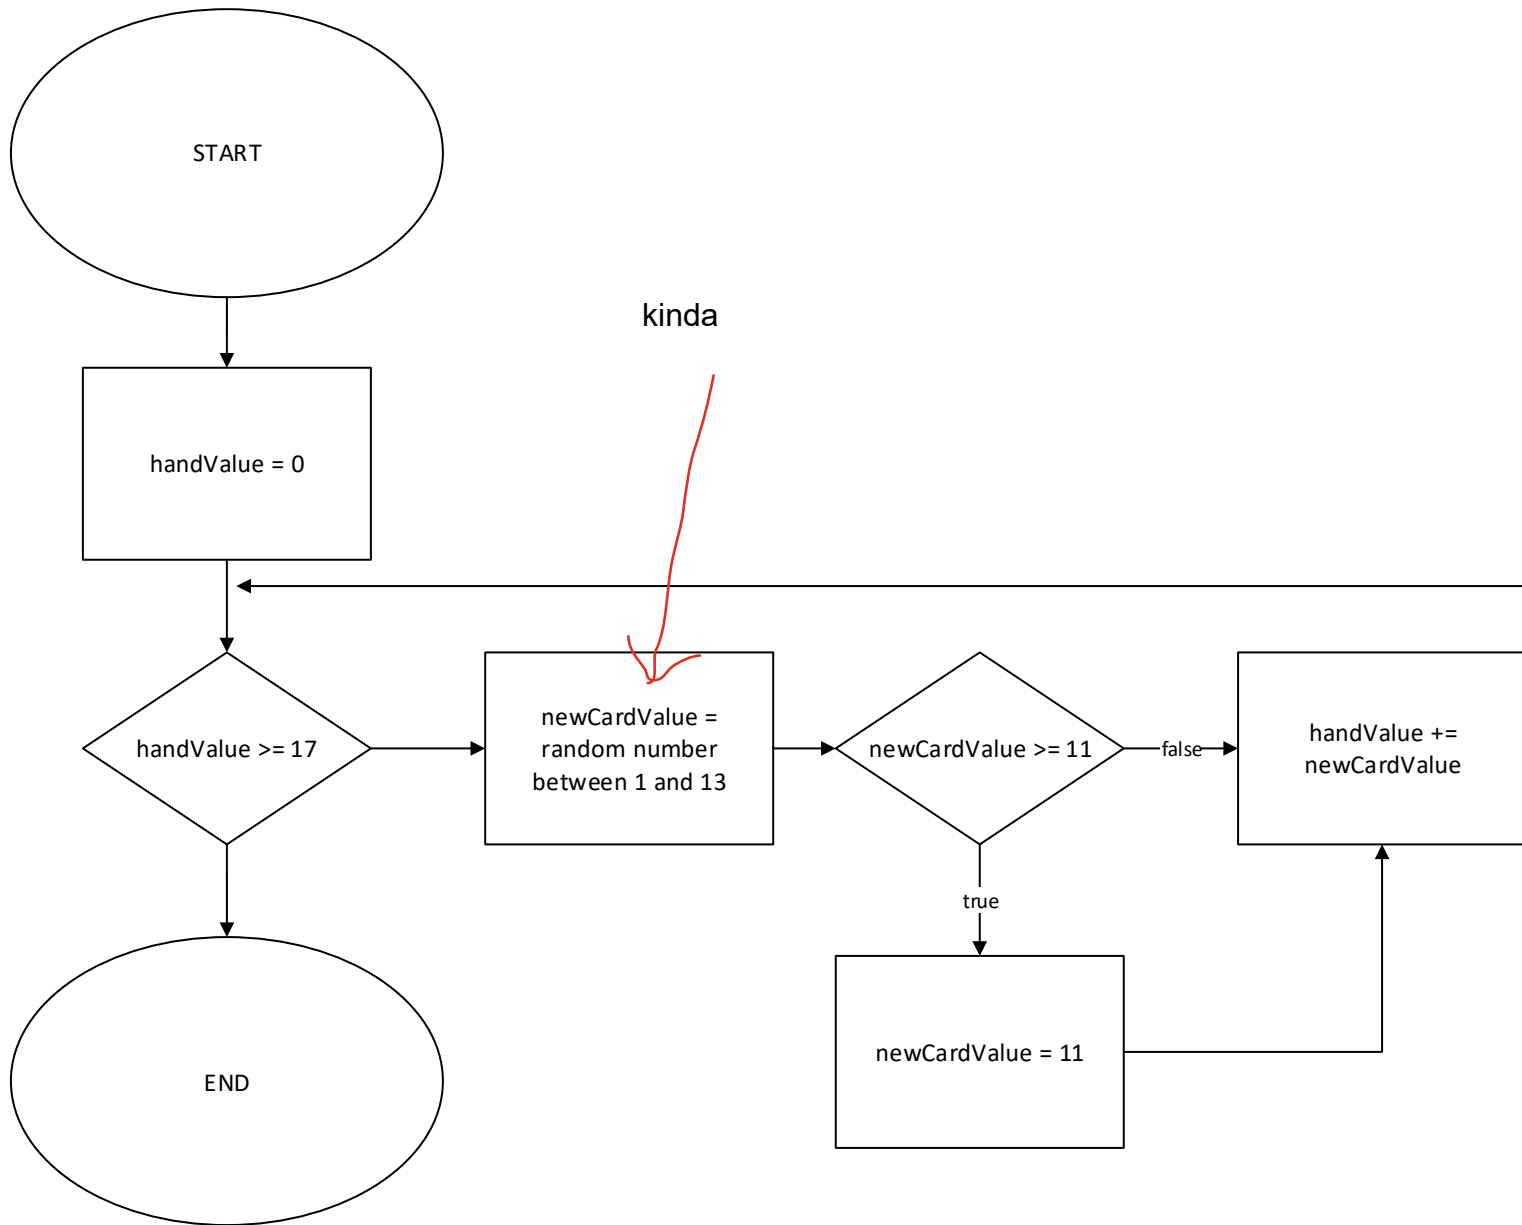 START
kinda
handValue = 0
handValue >= 17
newCardValue =
random number
between 1 and 13
newCardValue >= 11
false
handValue +=
newCardValue
true
newCardValue = 11
END